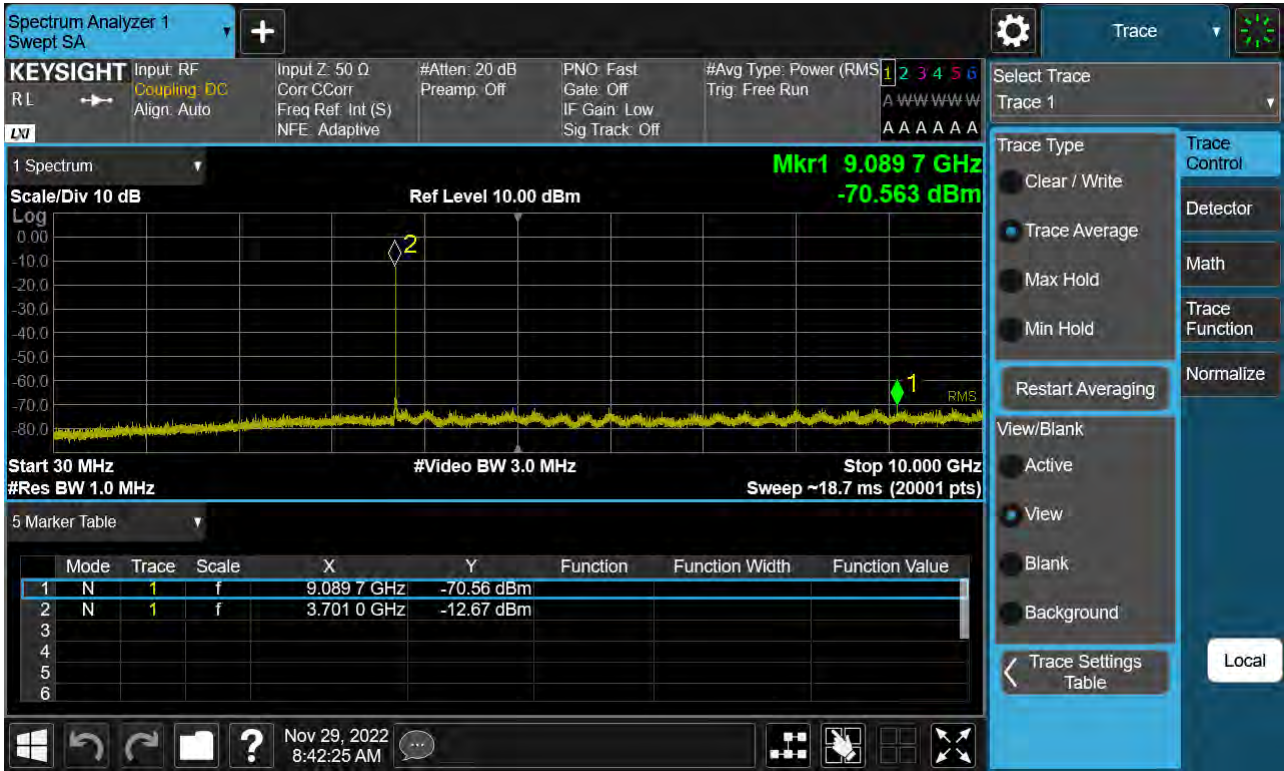 Spectrum Analyzer 1
Swept SA
+
Trace
KEYSIGHT
RL
LXI
Input: RF
Coupling: DC
Align: Auto
Input Z: 50 Ω
Corr CCorr
Freq Ref: Int (S)
NFE: Adaptive
#Atten: 20 dB
Preamp: Off
PNO: Fast
Gate: Off
IF Gain: Low
Sig Track: Off
#Avg Type: Power (RMS
Trig: Free Run
1 2 3 4 5 6
A W W W W W
A A A A A A
Select Trace
Trace 1
1 Spectrum
Mkr1 9.089 7 GHz
-70.563 dBm
Scale/Div 10 dB
Ref Level 10.00 dBm
Log
0.00
-10.0
-20.0
-30.0
-40.0
-50.0
-60.0
-70.0
-80.0
2
1
RMS
Start 30 MHz
#Video BW 3.0 MHz
Stop 10.000 GHz
#Res BW 1.0 MHz
Sweep ~18.7 ms (20001 pts)
5 Marker Table
Mode Trace Scale X Y Function Function Width Function Value
1 N 1 f 9.089 7 GHz -70.56 dBm
2 N 1 f 3.701 0 GHz -12.67 dBm
3
4
5
6
Trace Type
Clear / Write
Trace Average
Max Hold
Min Hold
Restart Averaging
View/Blank
Active
View
Blank
Background
Trace Settings
Table
Trace
Control
Detector
Math
Trace
Function
Normalize
Local
?
Nov 29, 2022
8:42:25 AM